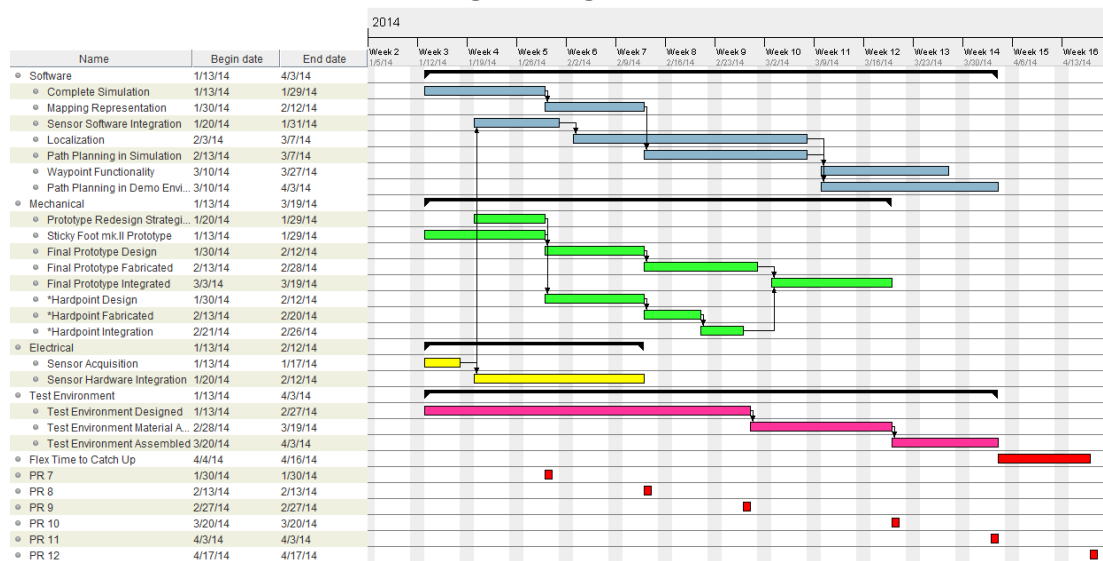 2014
Week 2 Week 3 Week 4 Week 5 Week 6 Week 7 Week 8 Week 9 Week 10 Week 11 Week 12 Week 13 Week 14 Week 15 Week 16
Name Begin date End date 1/5/14 1/12/14 1/19/14 1/26/14 2/2/14 2/9/14 2/16/14 2/23/14 3/2/14 3/9/14 3/16/14 3/23/14 3/30/14 4/6/14 4/13/14
Software 1/13/14 4/3/14
Complete Simulation 1/13/14 1/29/14
Mapping Representation 1/30/14 2/12/14
Sensor Software Integration 1/20/14 1/31/14
Localization 2/3/14 3/7/14
Path Planning in Simulation 2/13/14 3/7/14
Waypoint Functionality 3/10/14 3/27/14
Path Planning in Demo Envi... 3/10/14 4/3/14
Mechanical 1/13/14 3/19/14
Prototype Redesign Strategi... 1/20/14 1/29/14
Sticky Foot mk.II Prototype 1/13/14 1/29/14
Final Prototype Design 1/30/14 2/12/14
Final Prototype Fabricated 2/13/14 2/28/14
Final Prototype Integrated 3/3/14 3/19/14
*Hardpoint Design 1/30/14 2/12/14
*Hardpoint Fabricated 2/13/14 2/20/14
*Hardpoint Integration 2/21/14 2/26/14
Electrical 1/13/14 2/12/14
Sensor Acquisition 1/13/14 1/17/14
Sensor Hardware Integration 1/20/14 2/12/14
Test Environment 1/13/14 4/3/14
Test Environment Designed 1/13/14 2/27/14
Test Environment Material A... 2/28/14 3/19/14
Test Environment Assembled 3/20/14 4/3/14
Flex Time to Catch Up 4/4/14 4/16/14
PR 7 1/30/14 1/30/14
PR 8 2/13/14 2/13/14
PR 9 2/27/14 2/27/14
PR 10 3/20/14 3/20/14
PR 11 4/3/14 4/3/14
PR 12 4/17/14 4/17/14